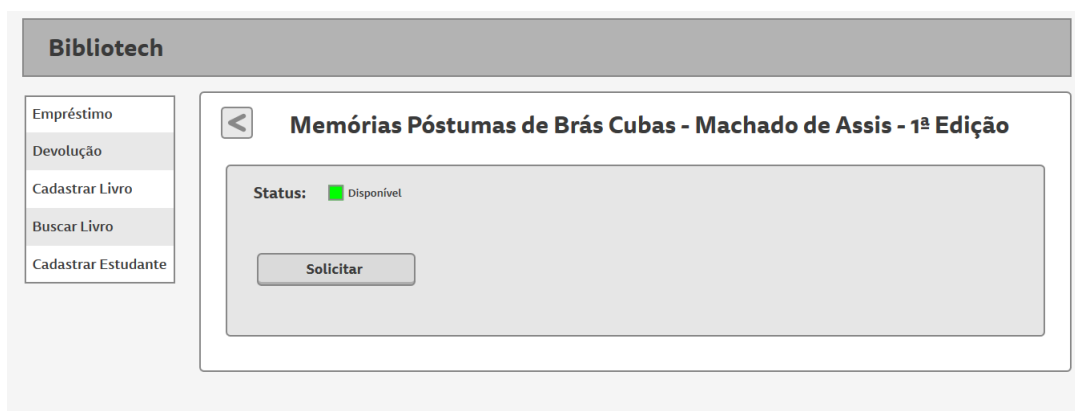 Bibliotech
Empréstimo
Devolução
Cadastrar Livro
Buscar Livro
Cadastrar Estudante
< Memórias Póstumas de Brás Cubas - Machado de Assis - 1ª Edição
Status: Disponível
Solicitar